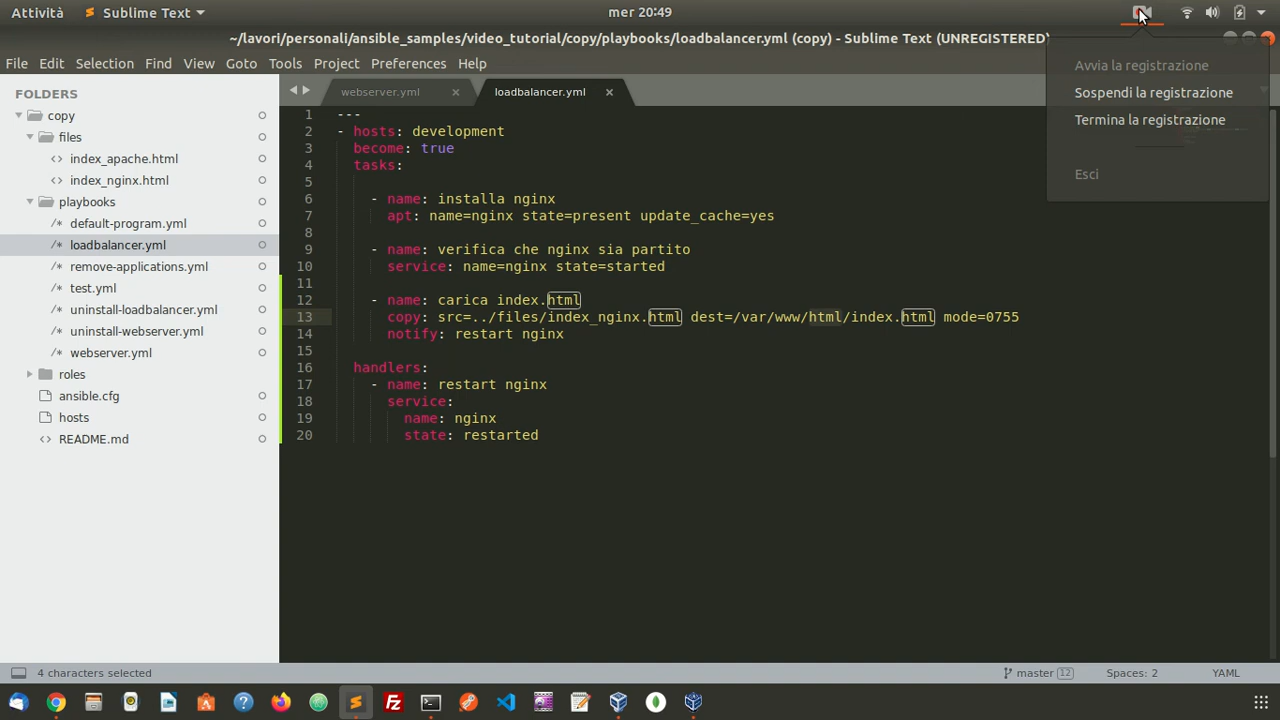 Attività
Sublime Text
mer 20:49
~/lavori/personali/ansible_samples/video_tutorial/copy/playbooks/loadbalancer.yml (copy) - Sublime Text (UNREGISTERED)
File Edit Selection Find View Goto Tools Project Preferences Help
Avvia la registrazione
Sospendi la registrazione
Termina la registrazione
Esci
FOLDERS
copy
files
<> index_apache.html
<> index_nginx.html
playbooks
/* default-program.yml
/* loadbalancer.yml
/* remove-applications.yml
/* test.yml
/* uninstall-loadbalancer.yml
/* uninstall-webserver.yml
/* webserver.yml
roles
ansible.cfg
hosts
README.md
webserver.yml ×
loadbalancer.yml ×
1 ---
2 - hosts: development
3 become: true
4 tasks:
5
6 - name: installa nginx
7 apt: name=nginx state=present update_cache=yes
8
9 - name: verifica che nginx sia partito
10 service: name=nginx state=started
11
12 - name: carica index.html
13 copy: src=../files/index_nginx.html dest=/var/www/html/index.html mode=0755
14 notify: restart nginx
15
16 handlers:
17 - name: restart nginx
18 service:
19 name: nginx
20 state: restarted
4 characters selected
master 12
Spaces: 2
YAML